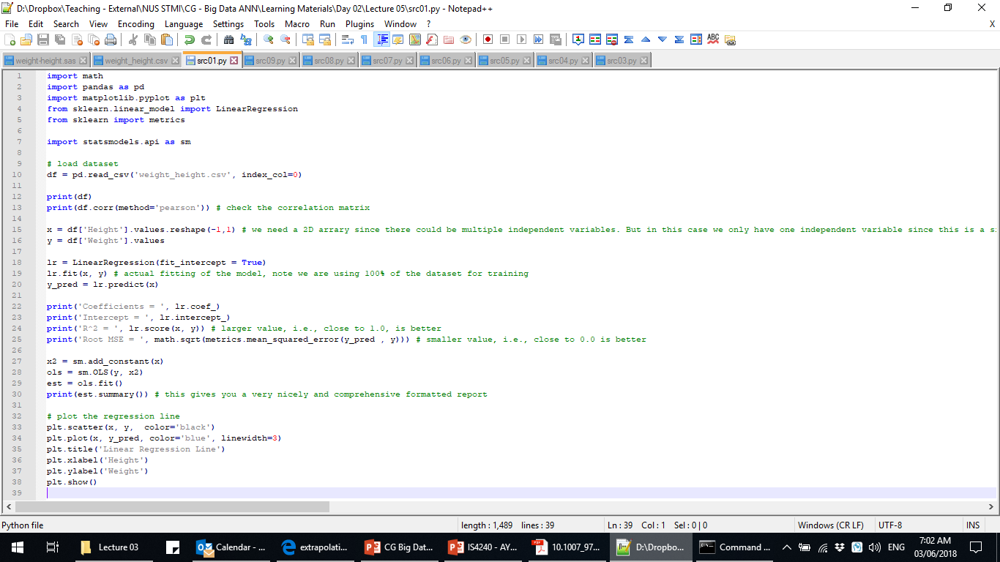 D:\Dropbox\Teaching - External\NUS STMI\CG - Big Data ANN\Learning Materials\Day 02\Lecture 05\src01.py - Notepad++
File Edit Search View Encoding Language Settings Tools Macro Run Plugins Window ? X
weight-height.sas weight_height.csv src01.py src09.py src08.py src07.py src06.py src05.py src04.py src03.py
1 import math
2 import pandas as pd
3 import matplotlib.pyplot as plt
4 from sklearn.linear_model import LinearRegression
5 from sklearn import metrics
6
7 import statsmodels.api as sm
8
9 # load dataset
10 df = pd.read_csv('weight_height.csv', index_col=0)
11
12 print(df)
13 print(df.corr(method='pearson')) # check the correlation matrix
14
15 x = df['Height'].values.reshape(-1,1) # we need a 2D arrary since there could be multiple independent variables. But in this case we only have one independent variable since this is a s
16 y = df['Weight'].values
17
18 lr = LinearRegression(fit_intercept = True)
19 lr.fit(x, y) # actual fitting of the model, note we are using 100% of the dataset for training
20 y_pred = lr.predict(x)
21
22 print('Coefficients = ', lr.coef_)
23 print('Intercept = ', lr.intercept_)
24 print('R^2 = ', lr.score(x, y)) # larger value, i.e., close to 1.0, is better
25 print('Root MSE = ', math.sqrt(metrics.mean_squared_error(y_pred , y))) # smaller value, i.e., close to 0.0 is better
26
27 x2 = sm.add_constant(x)
28 ols = sm.OLS(y, x2)
29 est = ols.fit()
30 print(est.summary()) # this gives you a very nicely and comprehensive formatted report
31
32 # plot the regression line
33 plt.scatter(x, y,  color='black')
34 plt.plot(x, y_pred, color='blue', linewidth=3)
35 plt.title('Linear Regression Line')
36 plt.xlabel('Height')
37 plt.ylabel('Weight')
38 plt.show()
39
Python file length : 1,489 lines : 39 Ln : 39 Col : 1 Sel : 0 | 0 Windows (CR LF) UTF-8 INS
Lecture 03 Calendar - ... extrapolati... CG Big Dat... IS4240 - AY... 10.1007_97... D:\Dropbo... Command ... ENG 7:02 AM
03/06/2018